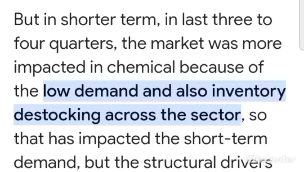 But in shorter term, in last three to
four quarters, the market was more
impacted in chemical because of
the low demand and also inventory
destocking across the sector, so
that has impacted the short-term
demand, but the structural drivers